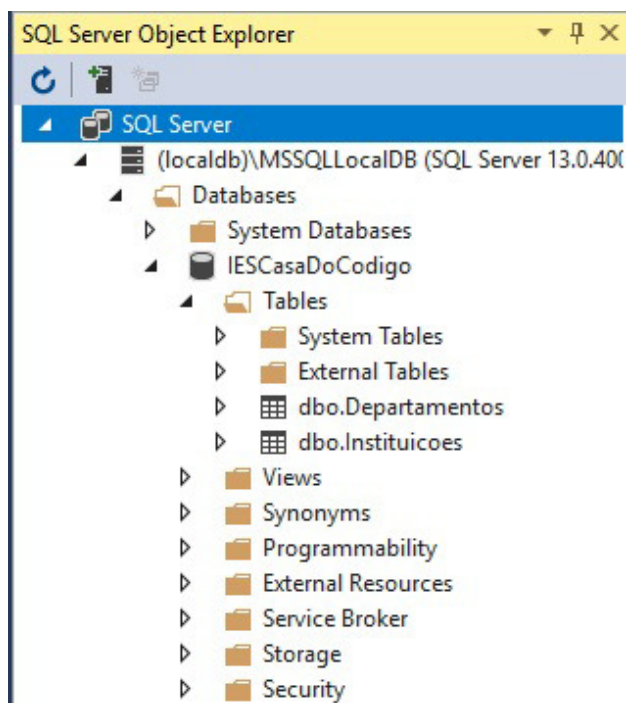 SQL Server Object Explorer
SQL Server
(localdb)\MSSQLLocalDB (SQL Server 13.0.400
Databases
System Databases
IESCasaDoCodigo
Tables
System Tables
External Tables
dbo.Departamentos
dbo.Instituicoes
Views
Synonyms
Programmability
External Resources
Service Broker
Storage
Security